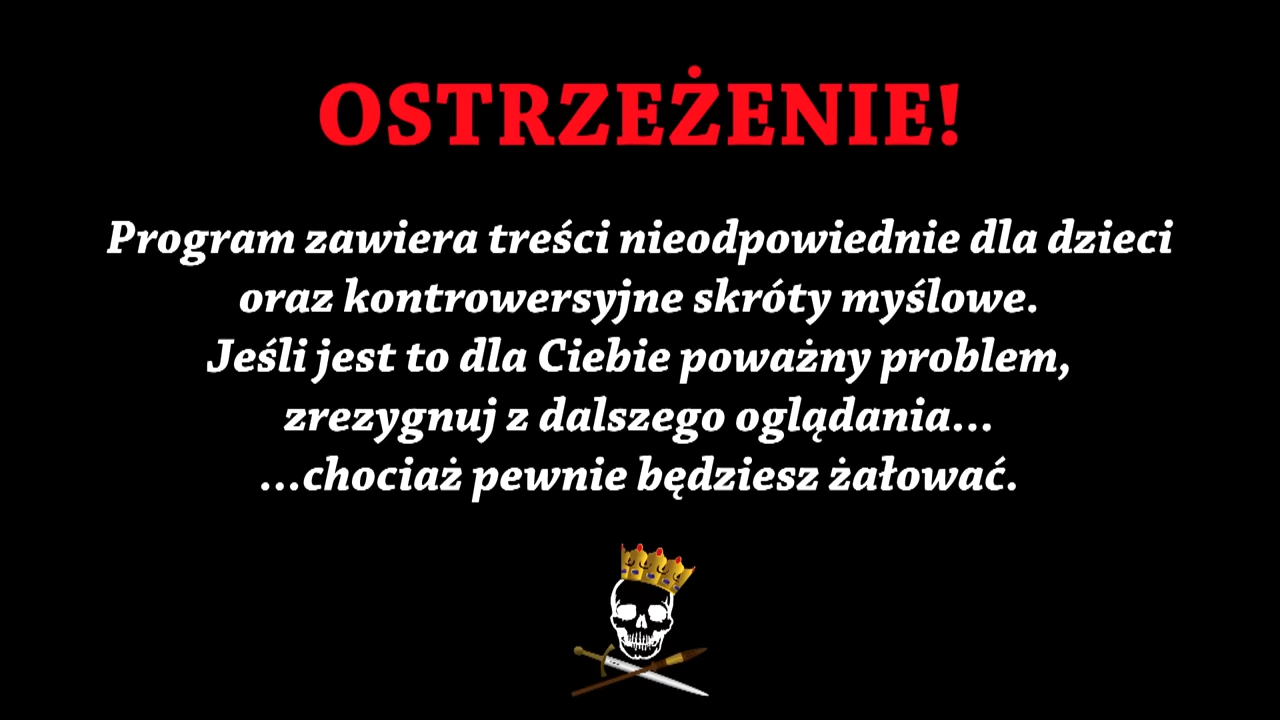 OSTRZEŻENIE!
Program zawiera treści nieodpowiednie dla dzieci
oraz kontrowersyjne skróty myślowe.
Jeśli jest to dla Ciebie poważny problem,
zrezygnuj z dalszego oglądania...
...chociaż pewnie będziesz żałować.